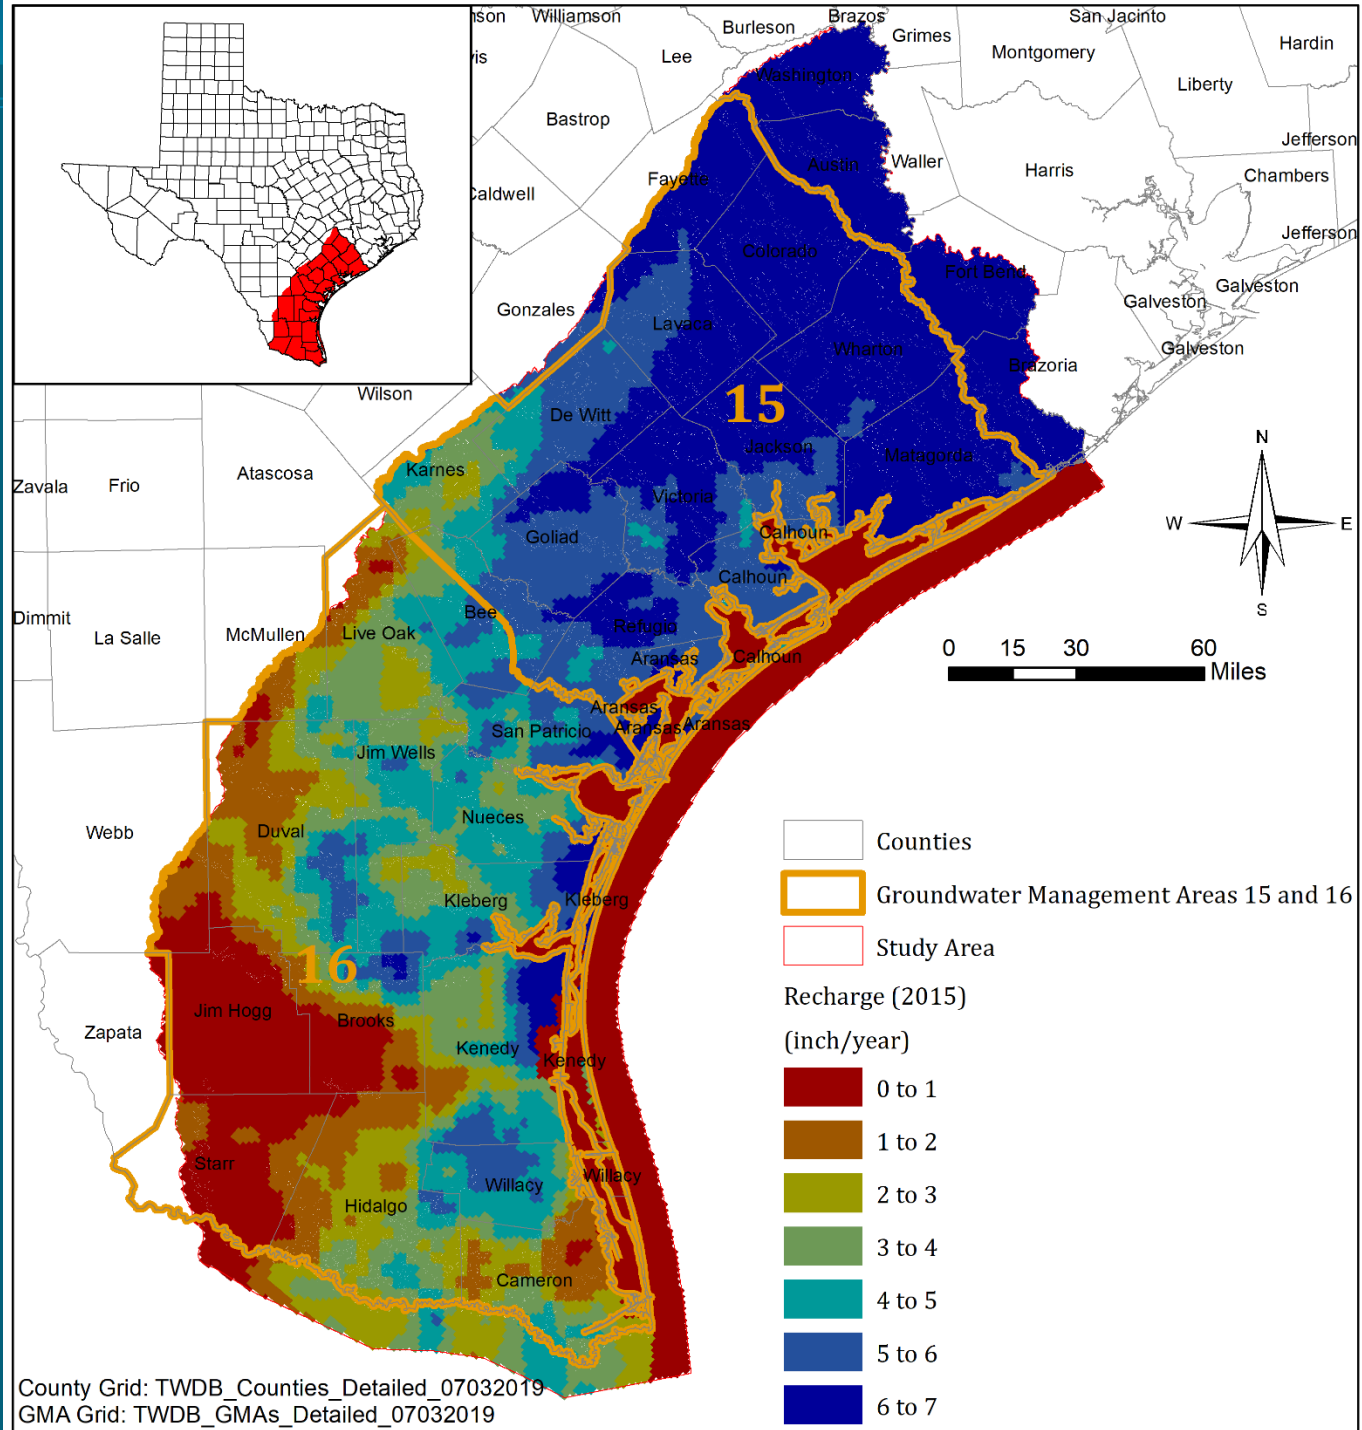 nson
Williamson
Burleson
Brazos
Grimes
San Jacinto
Hardin
vis
Lee
Washington
Montgomery
Liberty
Bastrop
Jefferson
Caldwell
Fayette
Austin
Waller
Harris
Chambers
Jefferson
Colorado
Fort Bend
Galveston
Galveston
Gonzales
Lavaca
Wharton
Galveston
Brazoria
Wilson
De Witt
15
Jackson
Matagorda
Karnes
Atascosa
Zavala
Frio
Victoria
Goliad
Calhoun
Calhoun
Dimmit
La Salle
McMullen
Live Oak
Bee
Refugio
Aransas
Calhoun
Aransas
Aransas
Aransas
San Patricio
Jim Wells
Nueces
Webb
Duval
Kleberg
Kleberg
16
Jim Hogg
Brooks
Zapata
Kenedy
Kenedy
Starr
Willacy
Willacy
Hidalgo
Cameron
N
W
E
S
0 15 30 60
Miles
Counties
Groundwater Management Areas 15 and 16
Study Area
Recharge (2015)
(inch/year)
0 to 1
1 to 2
2 to 3
3 to 4
4 to 5
5 to 6
6 to 7
County Grid: TWDB_Counties_Detailed_07032019
GMA Grid: TWDB_GMAs_Detailed_07032019